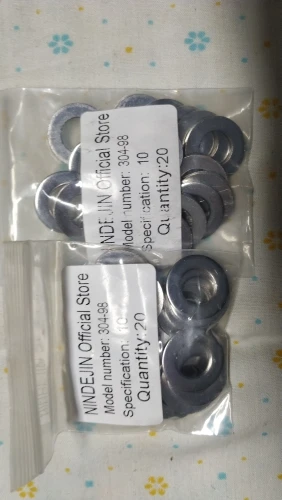 NINDEJIN Official Store
Model number: 304-98
Specification: 10
Quantity:20
NINDEJIN Official Store
Model number: 304-98
Specification:
Quantity:20